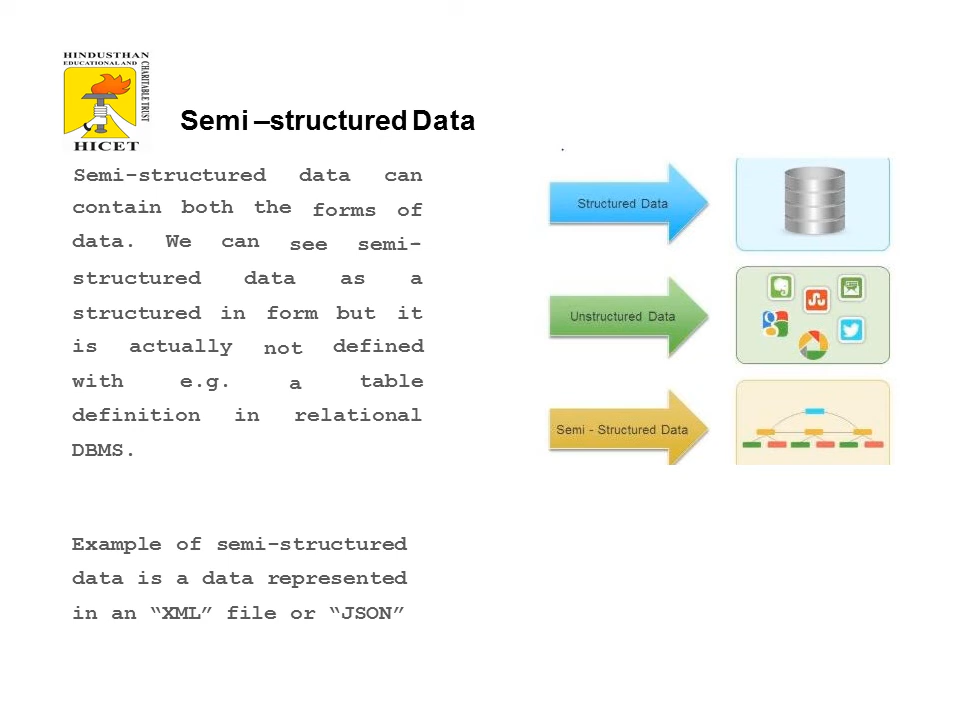 HINDUSTHAN
EDUCATIONAL AND
CHARITABLE TRUST
HICET
Semi –structured Data
Semi-structured data can
contain both the forms of
data. We can see semi-
structured data as a
structured in form but it
is actually not defined
with e.g. a table
definition in relational
DBMS.
Example of semi-structured
data is a data represented
in an “XML” file or “JSON”
.
Structured Data
Unstructured Data
Semi - Structured Data